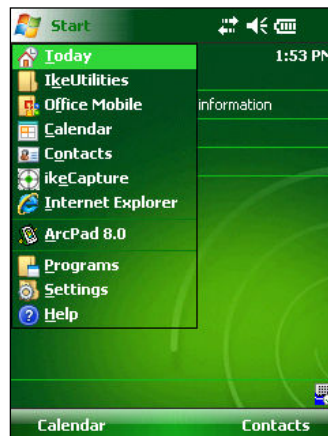 Start
Today
1:53 PM
IkeUtilities
Office Mobile
information
Calendar
Contacts
ikeCapture
Internet Explorer
ArcPad 8.0
Programs
Settings
Help
Calendar
Contacts